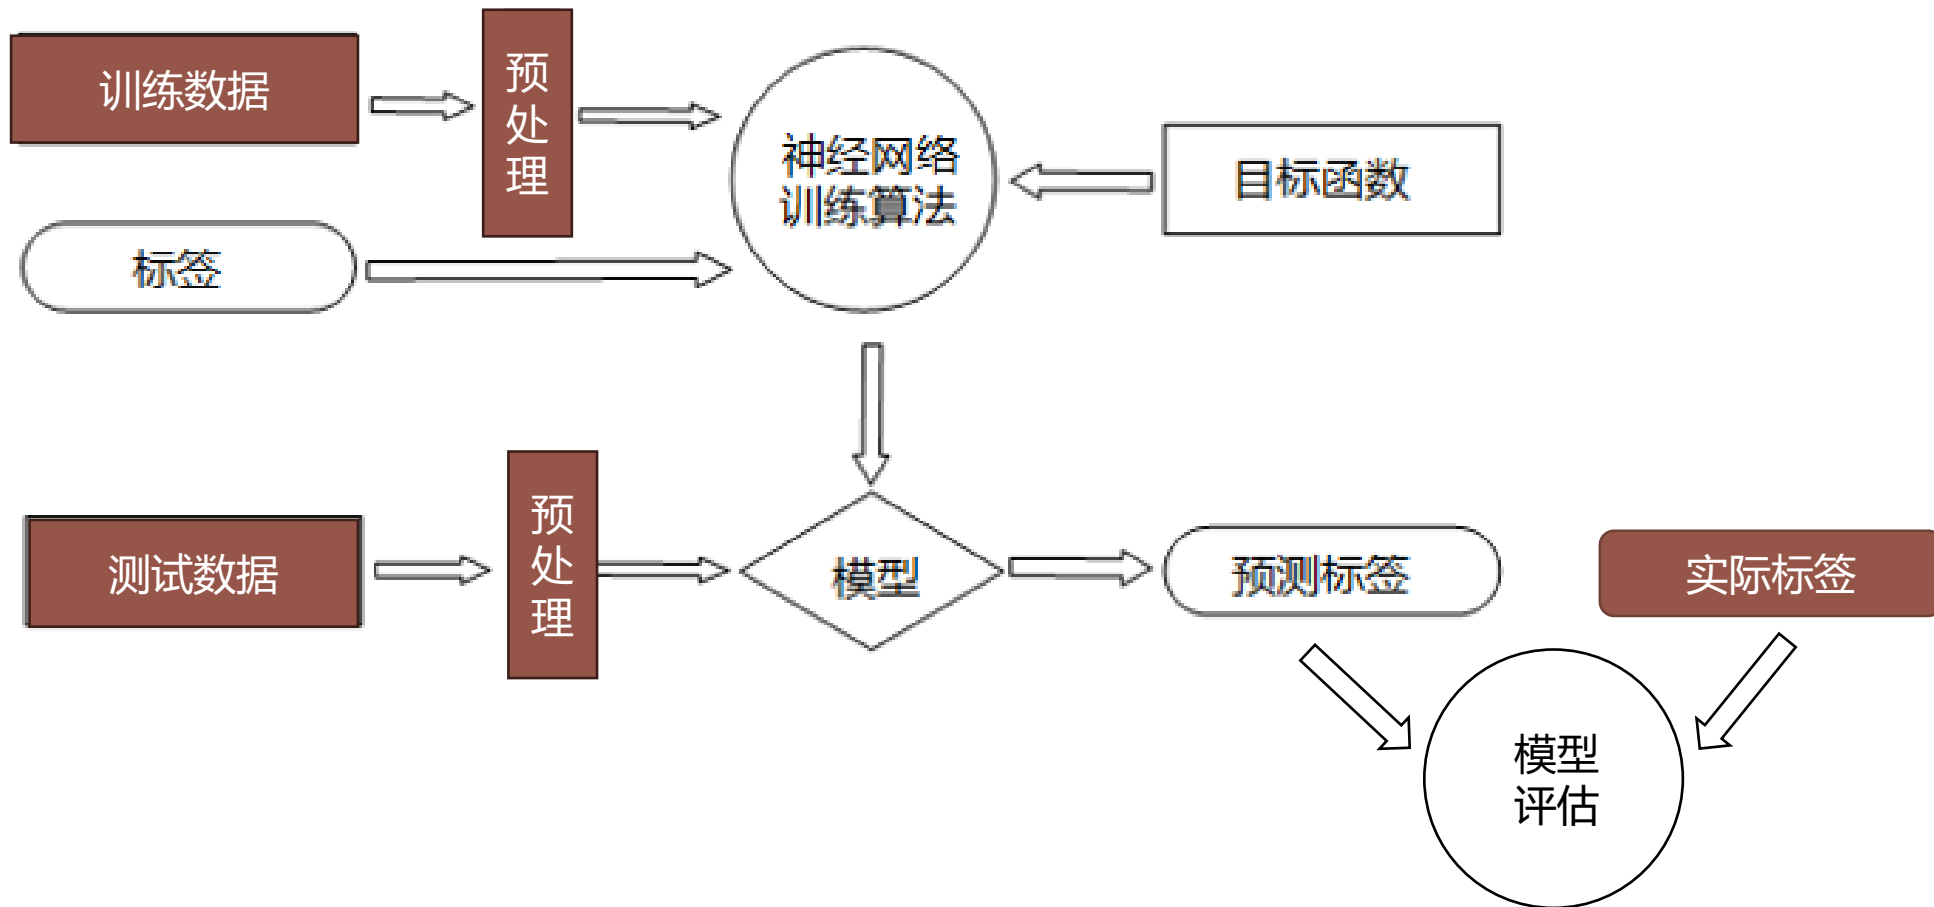 训练数据
预
处
理
神经网络
训练算法
目标函数
标签
测试数据
预
处
理
模型
预测标签
实际标签
模型
评估